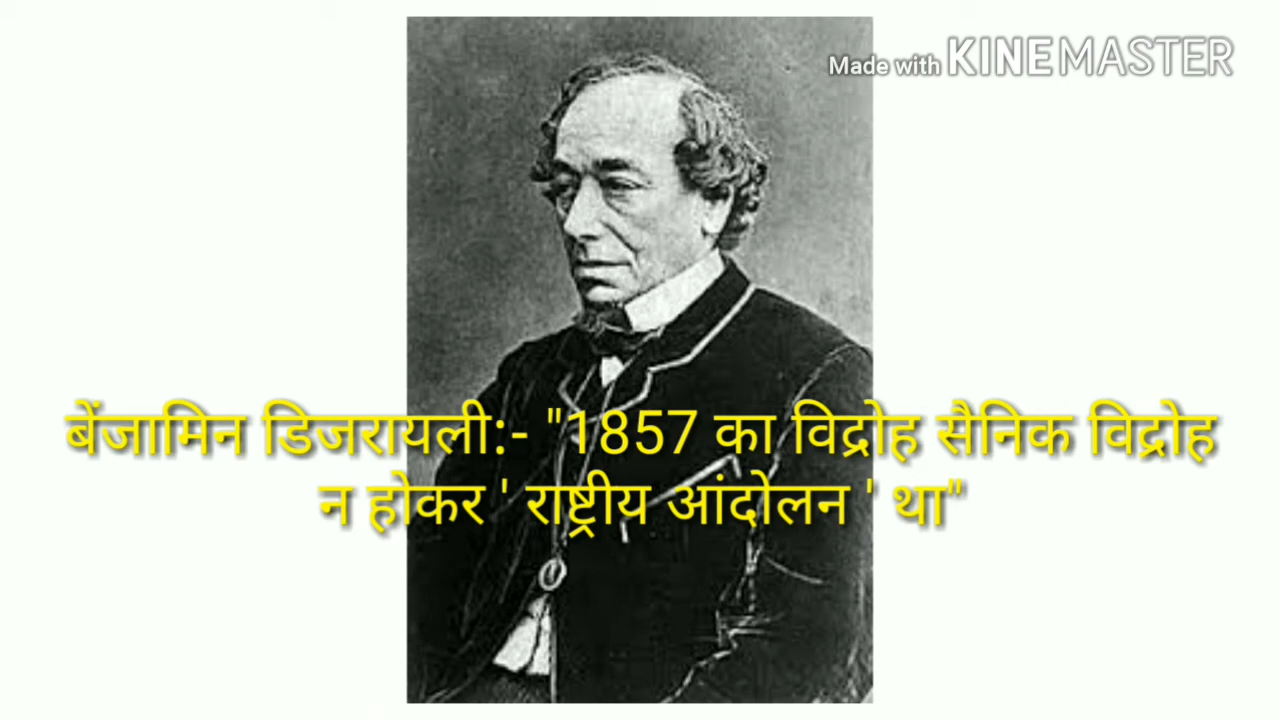 Made with KINEMASTER
बेंजामिन डिजरायली:- "1857 का विद्रोह सैनिक विद्रोह
न होकर ' राष्ट्रीय आंदोलन ' था"